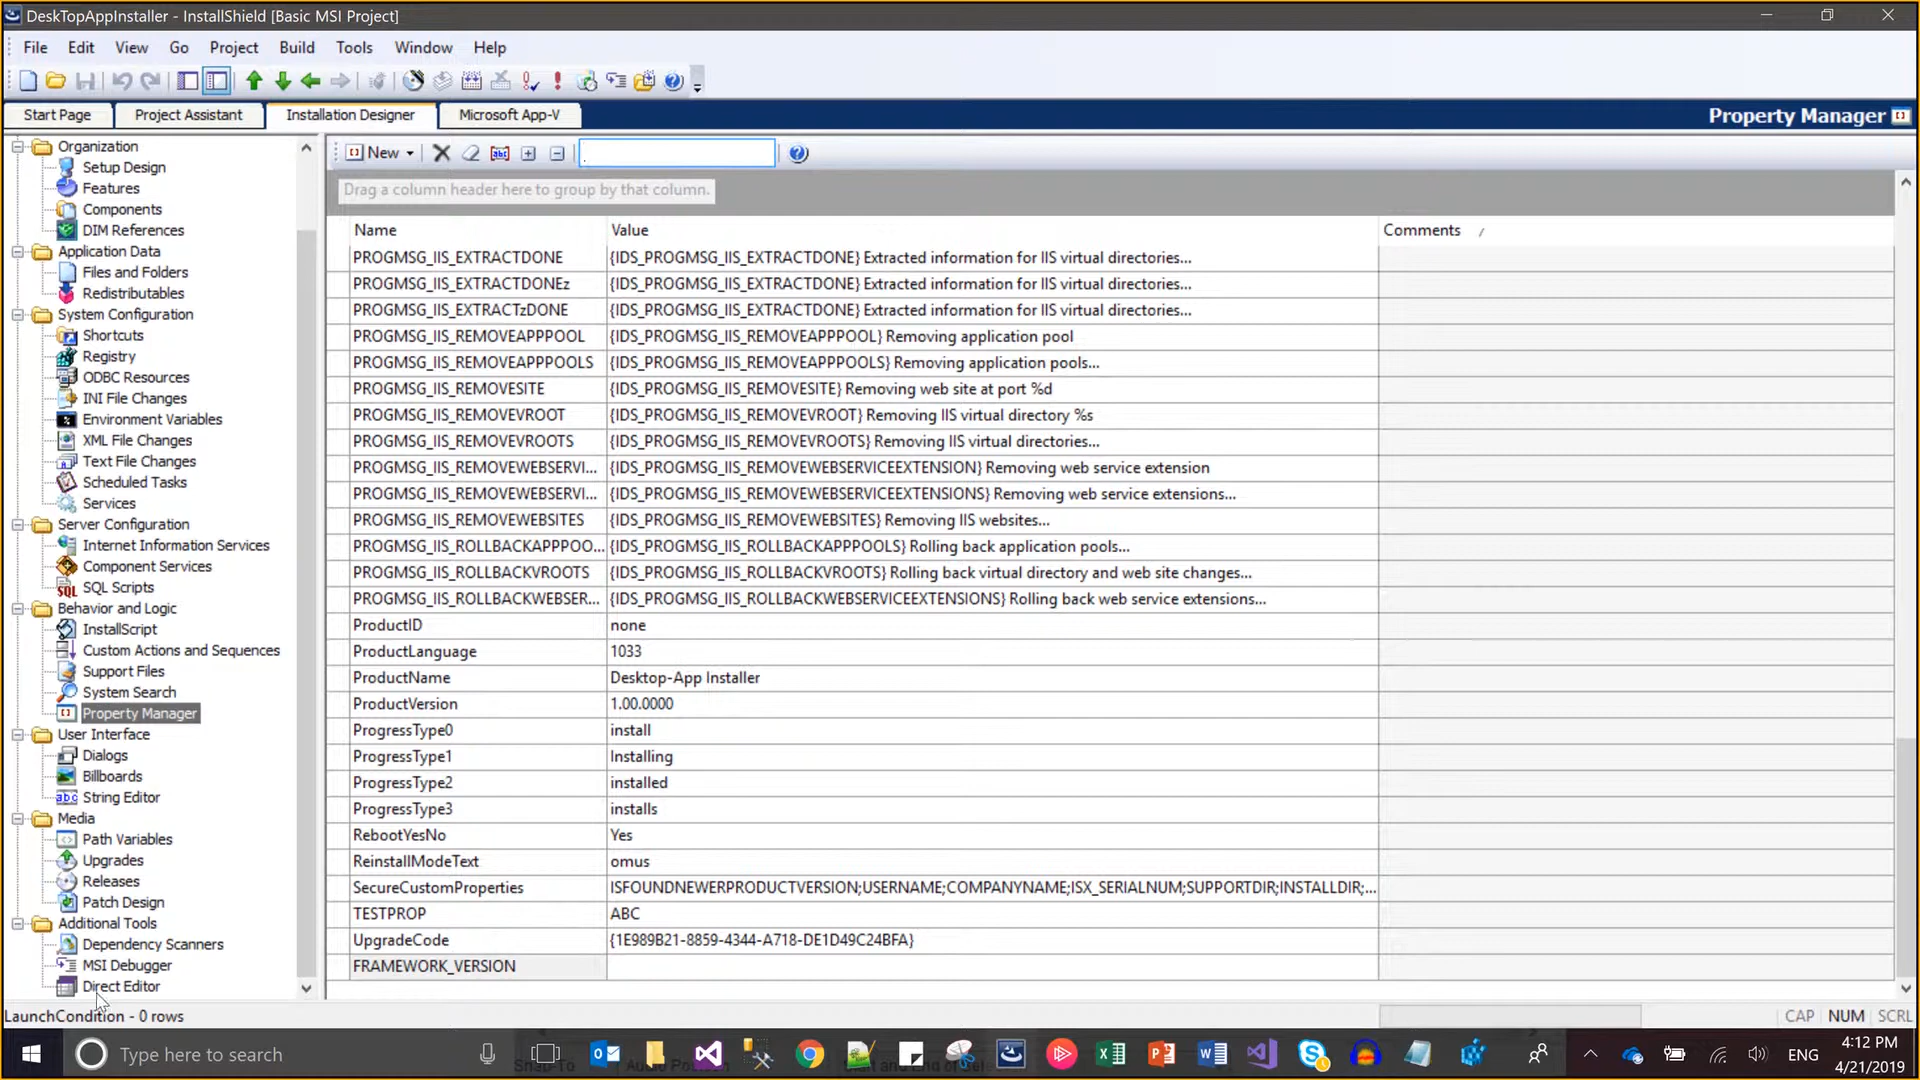 DeskTopAppInstaller - InstallShield [Basic MSI Project]
File Edit View Go Project Build Tools Window Help
Start Page Project Assistant Installation Designer Microsoft App-V Property Manager
Organization
Setup Design
Features
Components
DIM References
Application Data
Files and Folders
Redistributables
System Configuration
Shortcuts
Registry
ODBC Resources
INI File Changes
Environment Variables
XML File Changes
Text File Changes
Scheduled Tasks
Services
Server Configuration
Internet Information Services
Component Services
SQL Scripts
Behavior and Logic
InstallScript
Custom Actions and Sequences
Support Files
System Search
Property Manager
User Interface
Dialogs
Billboards
String Editor
Media
Path Variables
Upgrades
Releases
Patch Design
Additional Tools
Dependency Scanners
MSI Debugger
Direct Editor
New
Drag a column header here to group by that column.
Name Value Comments
PROGMSG_IIS_EXTRACTDONE {IDS_PROGMSG_IIS_EXTRACTDONE} Extracted information for IIS virtual directories...
PROGMSG_IIS_EXTRACTDONEz {IDS_PROGMSG_IIS_EXTRACTDONE} Extracted information for IIS virtual directories...
PROGMSG_IIS_EXTRACTzDONE {IDS_PROGMSG_IIS_EXTRACTDONE} Extracted information for IIS virtual directories...
PROGMSG_IIS_REMOVEAPPPOOL {IDS_PROGMSG_IIS_REMOVEAPPPOOL} Removing application pool
PROGMSG_IIS_REMOVEAPPPOOLS {IDS_PROGMSG_IIS_REMOVEAPPPOOLS} Removing application pools...
PROGMSG_IIS_REMOVESITE {IDS_PROGMSG_IIS_REMOVESITE} Removing web site at port %d
PROGMSG_IIS_REMOVEVROOT {IDS_PROGMSG_IIS_REMOVEVROOT} Removing IIS virtual directory %s
PROGMSG_IIS_REMOVEVROOTS {IDS_PROGMSG_IIS_REMOVEVROOTS} Removing IIS virtual directories...
PROGMSG_IIS_REMOVEWEBSERVI... {IDS_PROGMSG_IIS_REMOVEWEBSERVICEEXTENSION} Removing web service extension
PROGMSG_IIS_REMOVEWEBSERVI... {IDS_PROGMSG_IIS_REMOVEWEBSERVICEEXTENSIONS} Removing web service extensions...
PROGMSG_IIS_REMOVEWEBSITES {IDS_PROGMSG_IIS_REMOVEWEBSITES} Removing IIS websites...
PROGMSG_IIS_ROLLBACKAPPPOO... {IDS_PROGMSG_IIS_ROLLBACKAPPPOOLS} Rolling back application pools...
PROGMSG_IIS_ROLLBACKVROOTS {IDS_PROGMSG_IIS_ROLLBACKVROOTS} Rolling back virtual directory and web site changes...
PROGMSG_IIS_ROLLBACKWEBSER... {IDS_PROGMSG_IIS_ROLLBACKWEBSERVICEEXTENSIONS} Rolling back web service extensions...
ProductID none
ProductLanguage 1033
ProductName Desktop-App Installer
ProductVersion 1.00.0000
ProgressType0 install
ProgressType1 Installing
ProgressType2 installed
ProgressType3 installs
RebootYesNo Yes
ReinstallModeText omus
SecureCustomProperties ISFOUNDNEWERPRODUCTVERSION;USERNAME;COMPANYNAME;ISX_SERIALNUM;SUPPORTDIR;INSTALLDIR;...
TESTPROP ABC
UpgradeCode {1E989B21-8859-4344-A718-DE1D49C24BFA}
FRAMEWORK_VERSION
LaunchCondition - 0 rows CAP NUM SCRL
Type here to search ENG 4:12 PM
4/21/2019